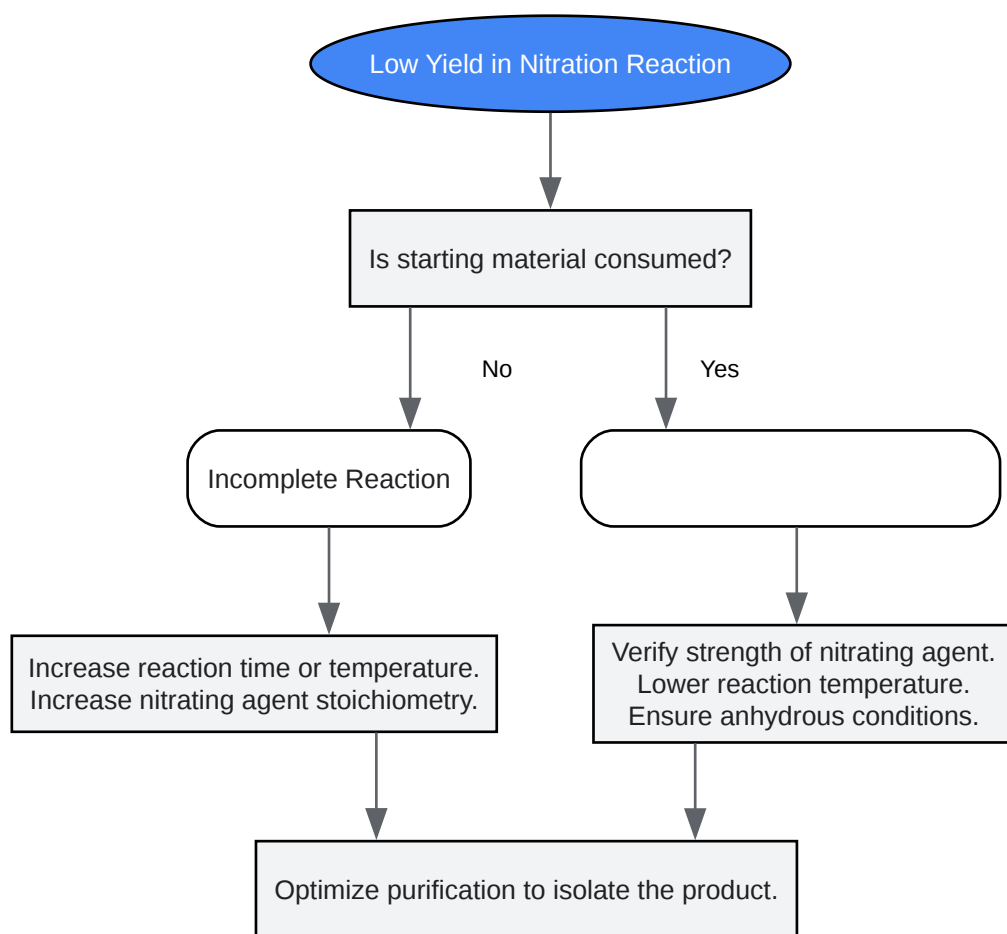 Low Yield in Nitration Reaction
Is starting material consumed?
No
Yes
Incomplete Reaction
Increase reaction time or temperature.
Increase nitrating agent stoichiometry.
Verify strength of nitrating agent.
Lower reaction temperature.
Ensure anhydrous conditions.
Optimize purification to isolate the product.